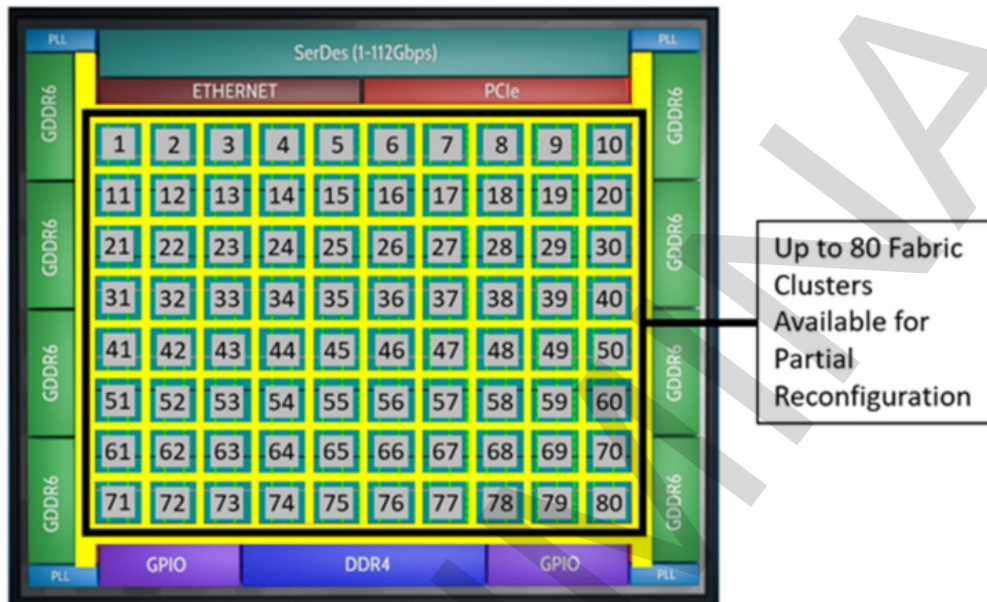 PLL
SerDes (1-112Gbps)
PLL
ETHERNET
PCIe
GDDR6
GDDR6
1 2 3 4 5 6 7 8 9 10
11 12 13 14 15 16 17 18 19 20
GDDR6
GDDR6
21 22 23 24 25 26 27 28 29 30
31 32 33 34 35 36 37 38 39 40
GDDR6
GDDR6
41 42 43 44 45 46 47 48 49 50
51 52 53 54 55 56 57 58 59 60
GDDR6
GDDR6
61 62 63 64 65 66 67 68 69 70
71 72 73 74 75 76 77 78 79 80
PLL
GPIO
DDR4
GPIO
PLL
Up to 80 Fabric
Clusters
Available for
Partial
Reconfiguration